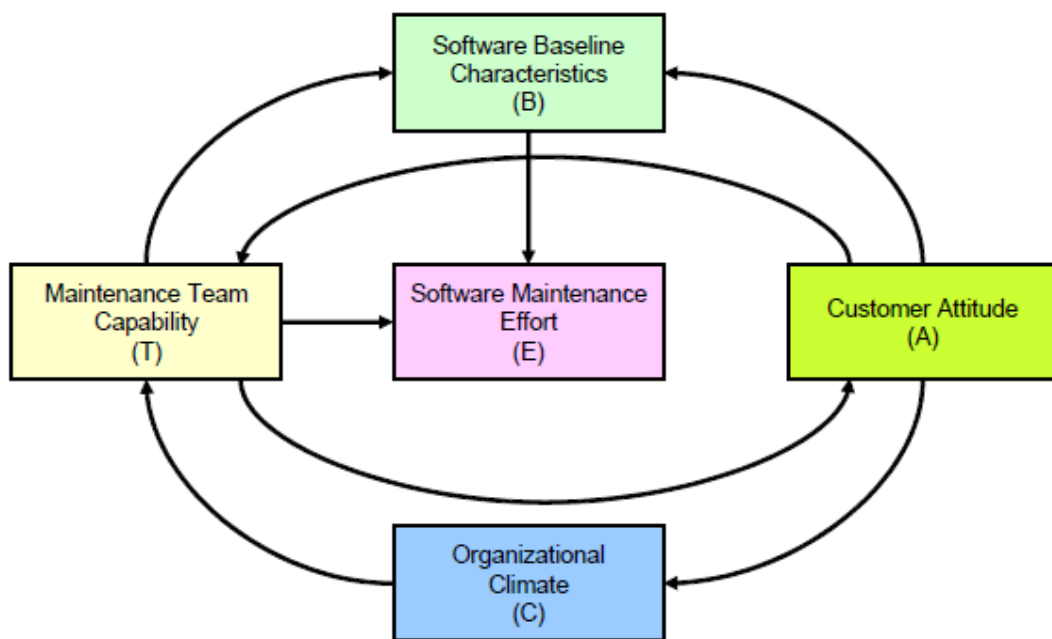 Software Baseline
Characteristics
(B)
Maintenance Team
Capability
(T)
Software Maintenance
Effort
(E)
Customer Attitude
(A)
Organizational
Climate
(C)